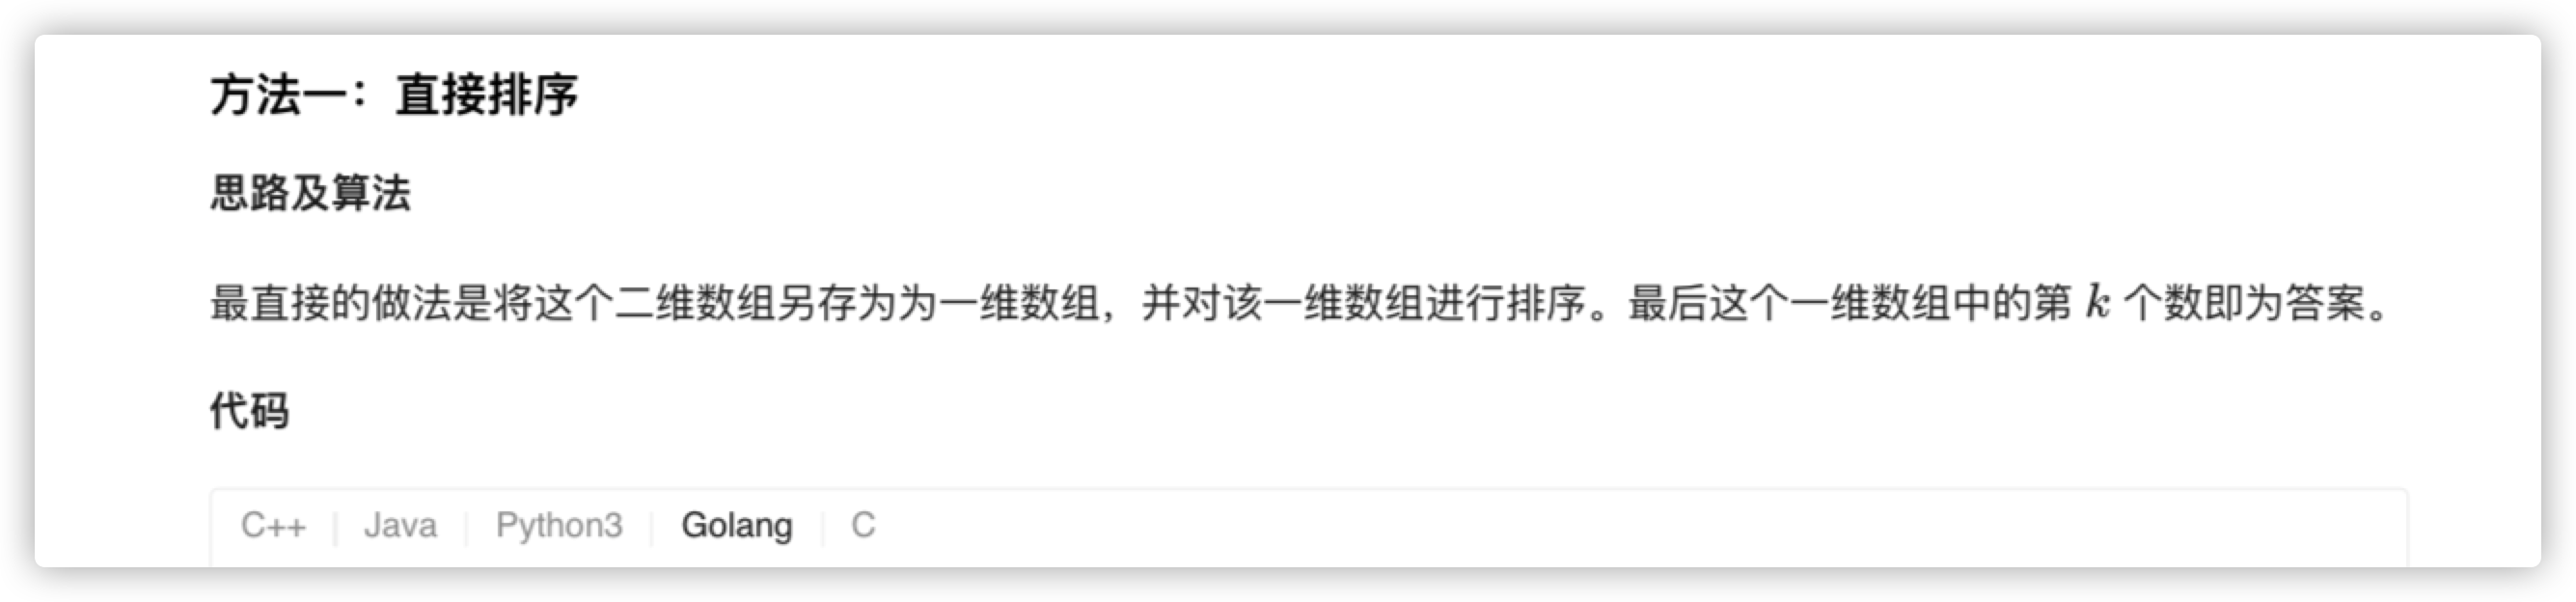 方法一：直接排序
思路及算法
最直接的做法是将这个二维数组另存为为一维数组，并对该一维数组进行排序。最后这个一维数组中的第 k 个数即为答案。
代码
C++ | Java | Python3 | Golang | C